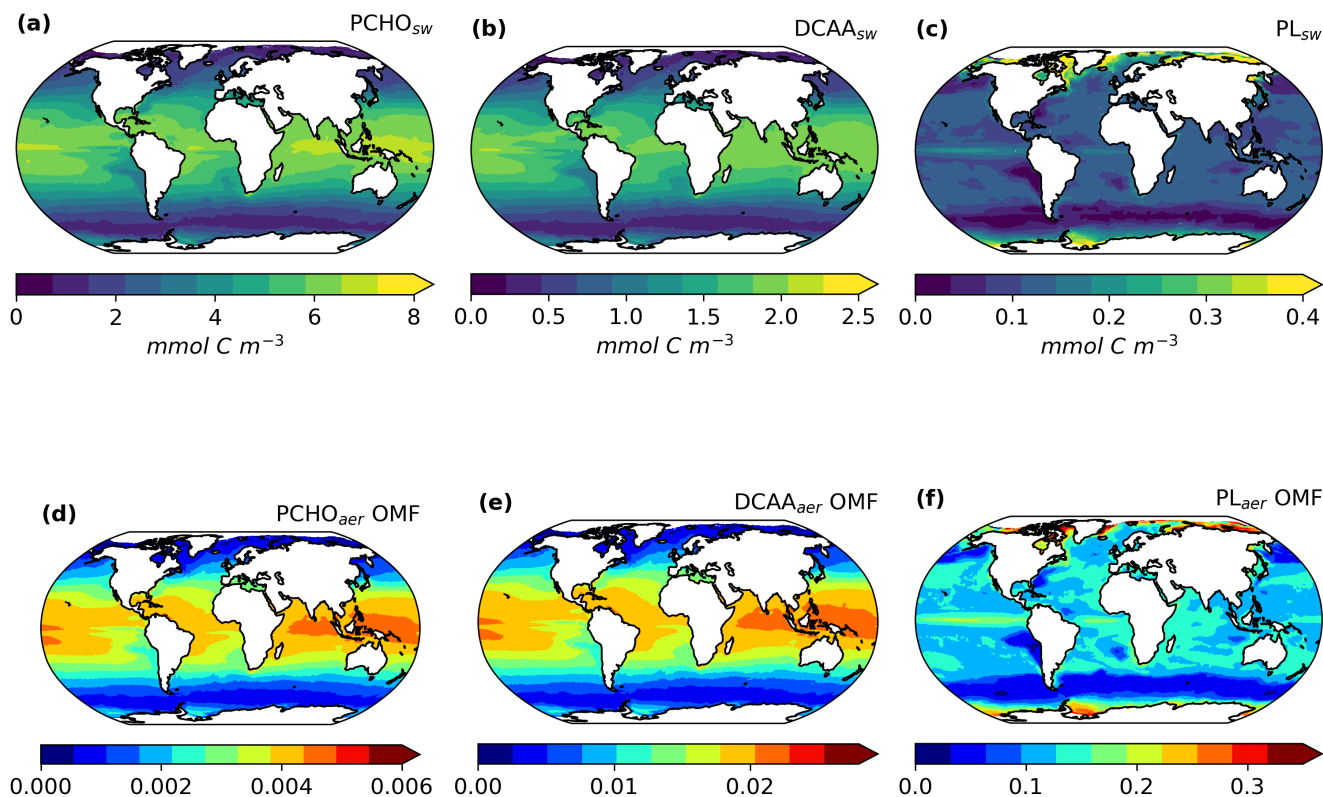 (a) PCHO_sw
(b) DCAA_sw
(c) PL_sw
0 2 4 6 8
mmol C m⁻³
0.0 0.5 1.0 1.5 2.0 2.5
mmol C m⁻³
0.0 0.1 0.2 0.3 0.4
mmol C m⁻³
(d) PCHO_aer OMF
(e) DCAA_aer OMF
(f) PL_aer OMF
0.000 0.002 0.004 0.006
0.00 0.01 0.02
0.0 0.1 0.2 0.3